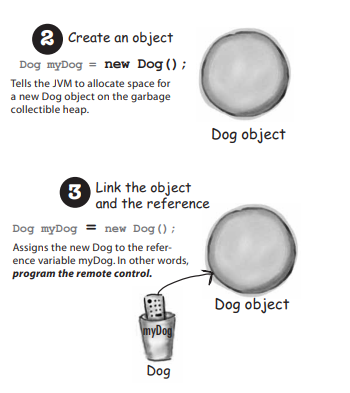 2 Create an object
Dog myDog = new Dog();
Tells the JVM to allocate space for
a new Dog object on the garbage
collectible heap.
Dog object
3 Link the object
and the reference
Dog myDog = new Dog();
Assigns the new Dog to the refer-
ence variable myDog. In other words,
program the remote control.
Dog object
myDog
Dog